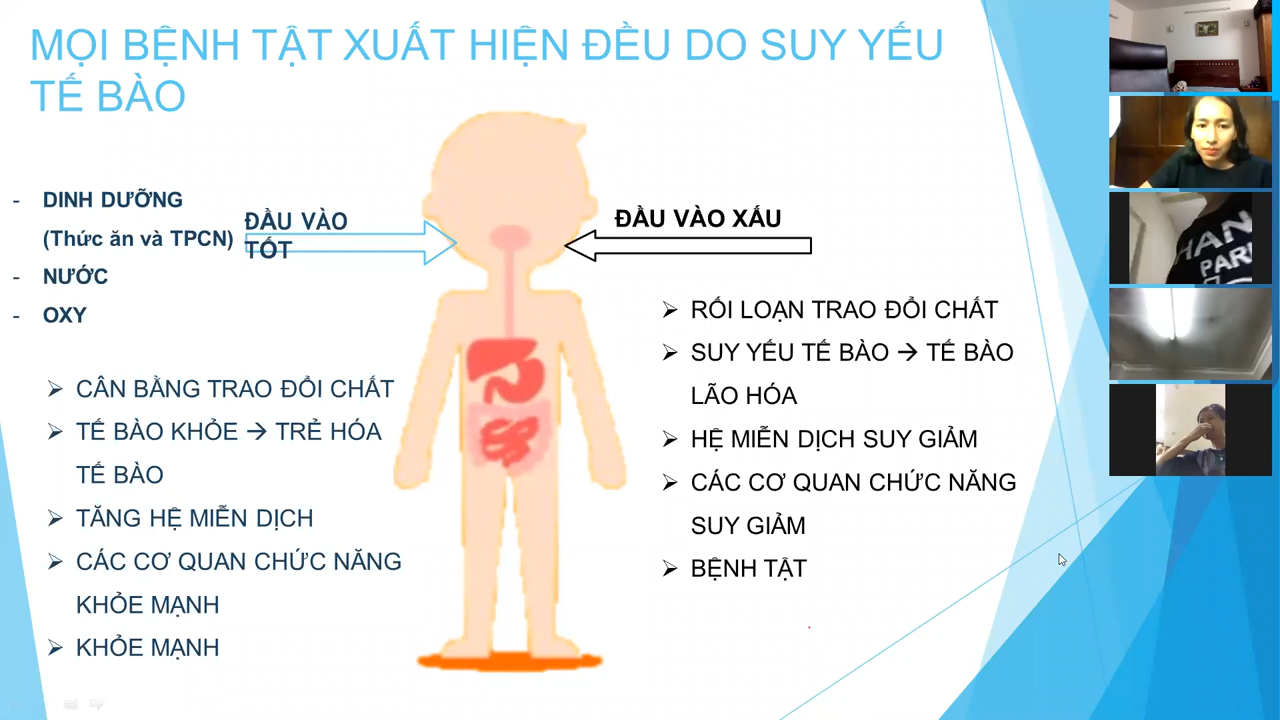 MỌI BỆNH TẬT XUẤT HIỆN ĐỀU DO SUY YẾU
TẾ BÀO
- DINH DƯỠNG
(Thức ăn và TPCN)
- NƯỚC
- OXY
ĐẦU VÀO
TỐT
ĐẦU VÀO XẤU
➢ CÂN BẰNG TRAO ĐỔI CHẤT
➢ TẾ BÀO KHỎE → TRẺ HÓA
TẾ BÀO
➢ TĂNG HỆ MIỄN DỊCH
➢ CÁC CƠ QUAN CHỨC NĂNG
KHỎE MẠNH
➢ KHỎE MẠNH
➢ RỐI LOẠN TRAO ĐỔI CHẤT
➢ SUY YẾU TẾ BÀO → TẾ BÀO
LÃO HÓA
➢ HỆ MIỄN DỊCH SUY GIẢM
➢ CÁC CƠ QUAN CHỨC NĂNG
SUY GIẢM
➢ BỆNH TẬT